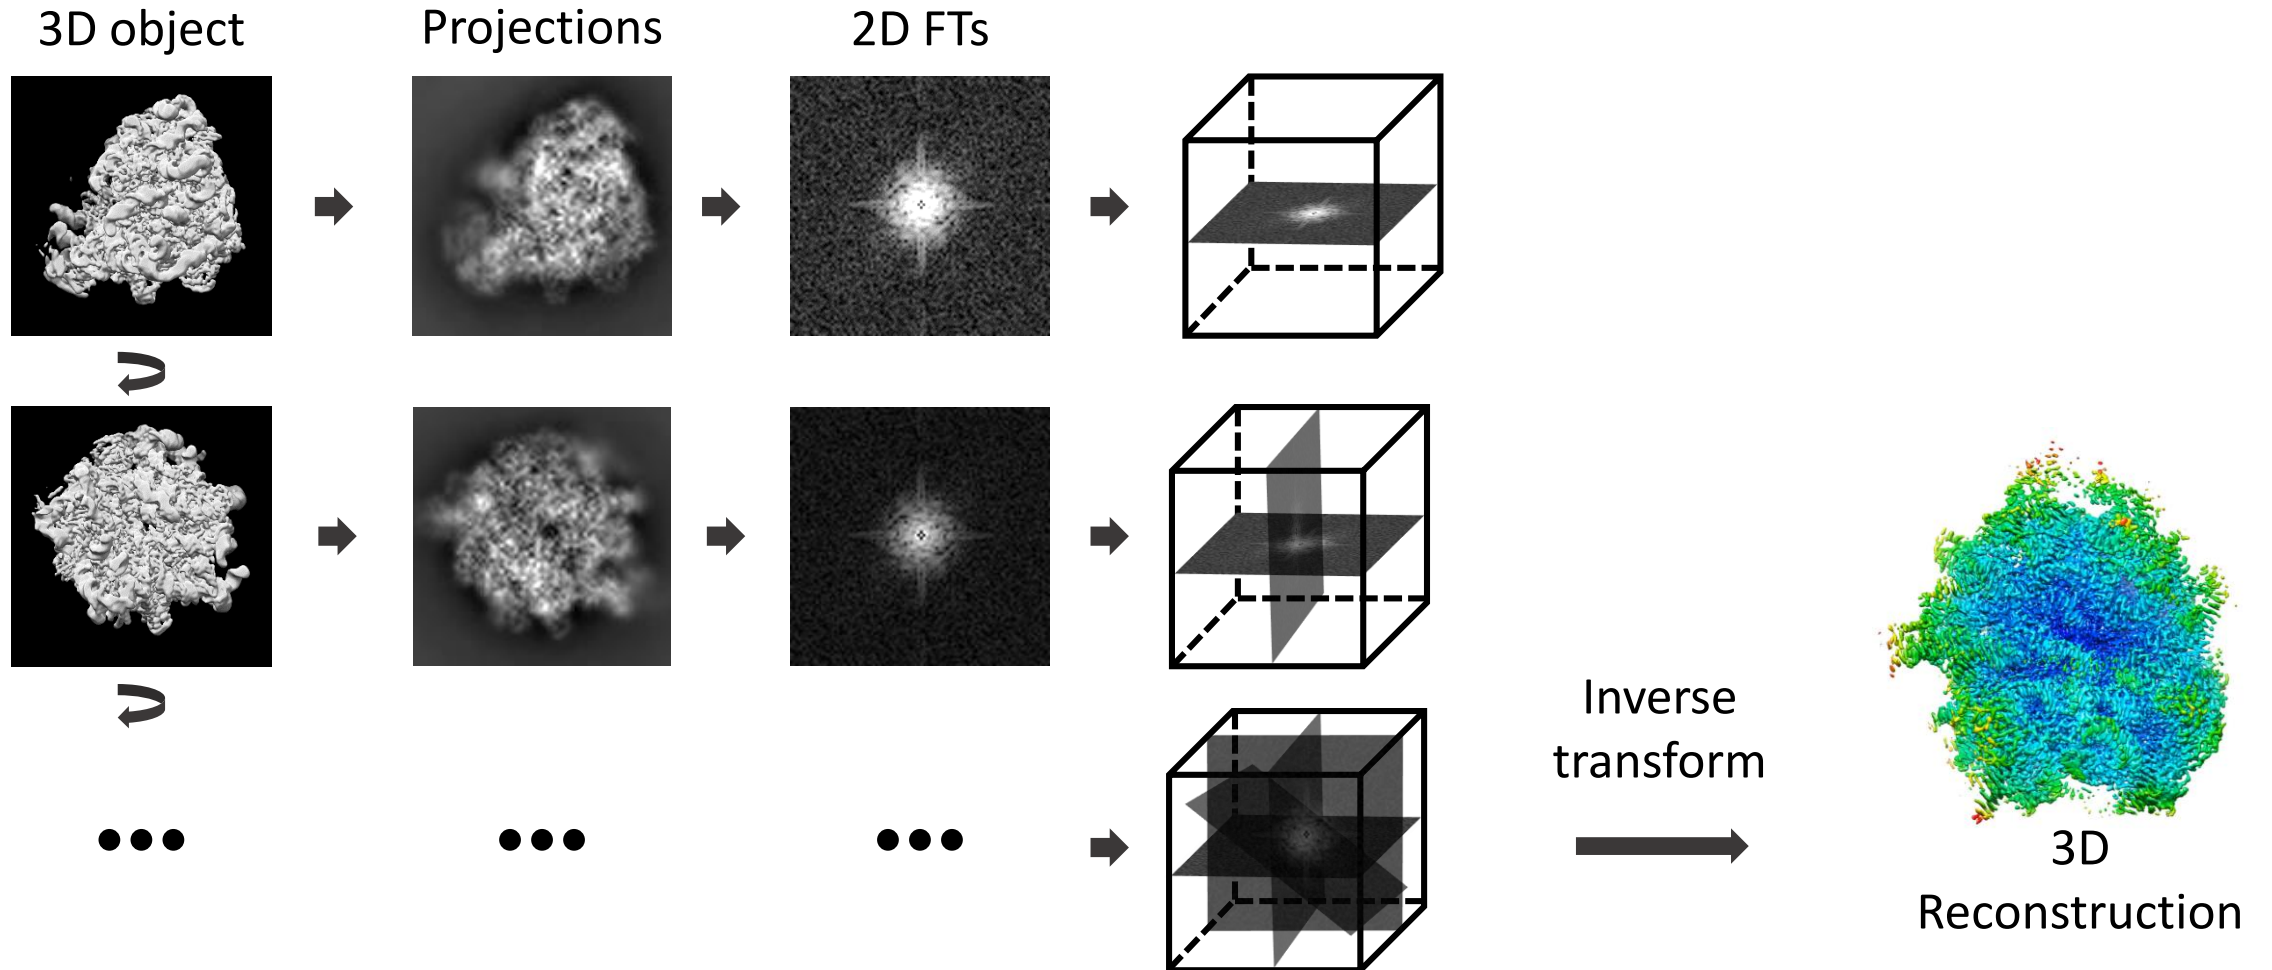 3D object
Projections
2D FTs
Inverse
transform
3D
Reconstruction